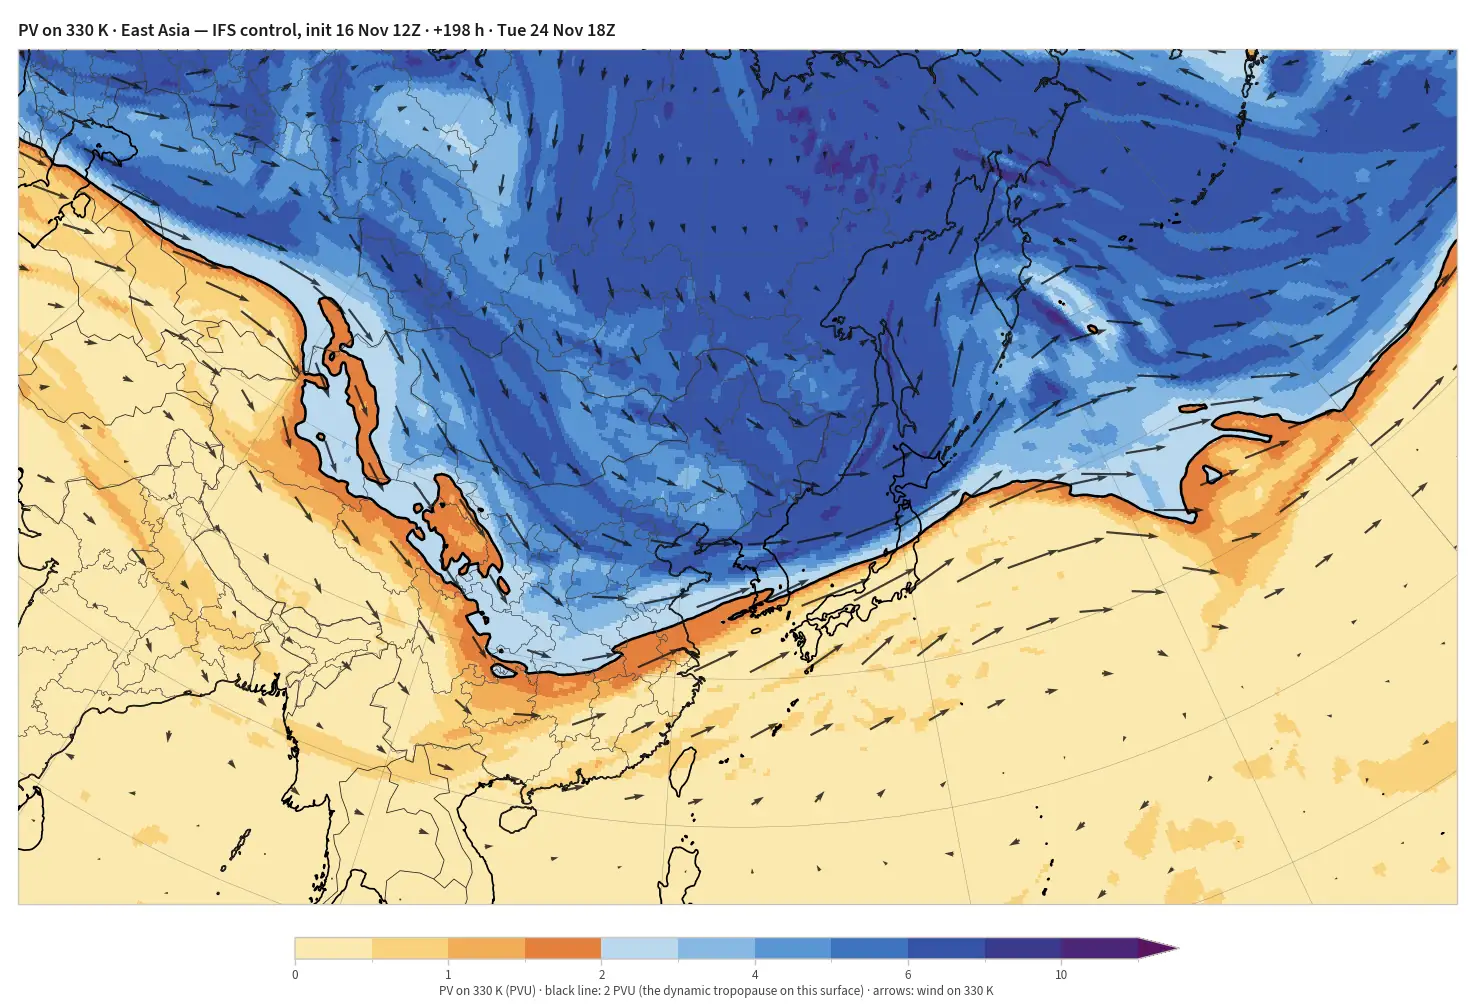 PV on 330 K · East Asia — IFS control, init 16 Nov 12Z · +198 h · Tue 24 Nov 18Z
0 1 2 4 6 10
PV on 330 K (PVU) · black line: 2 PVU (the dynamic tropopause on this surface) · arrows: wind on 330 K